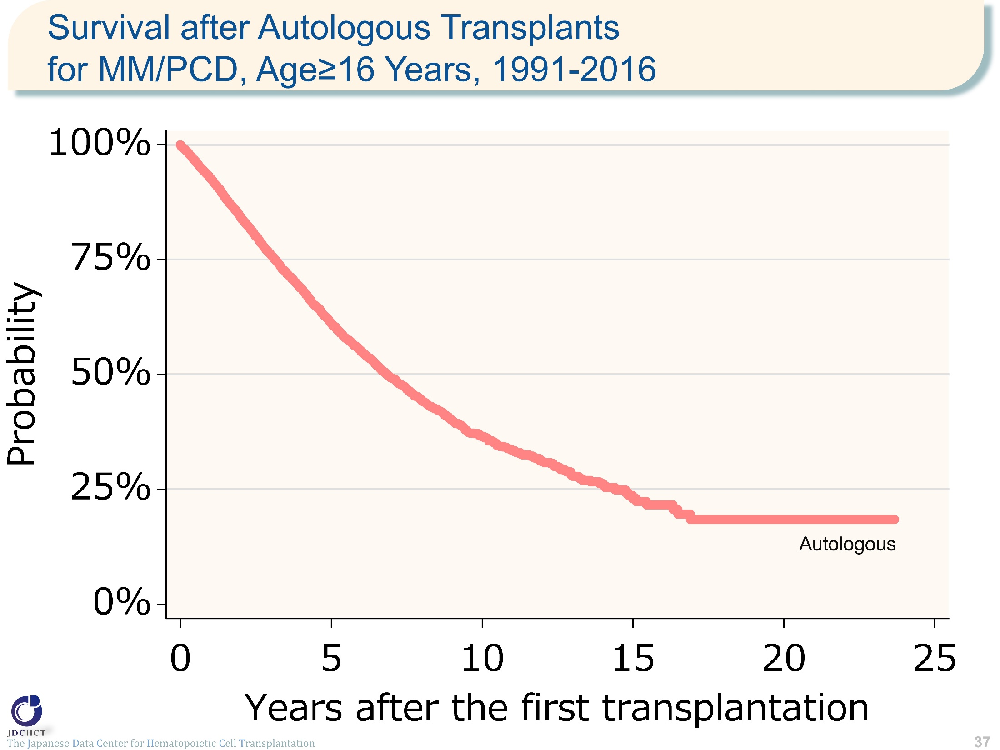 Survival after Autologous Transplants
for MM/PCD, Age≥16 Years, 1991-2016
100%
75%
50%
25%
0%
Probability
Autologous
0 5 10 15 20 25
Years after the first transplantation
JDCHCT
The Japanese Data Center for Hematopoietic Cell Transplantation
37